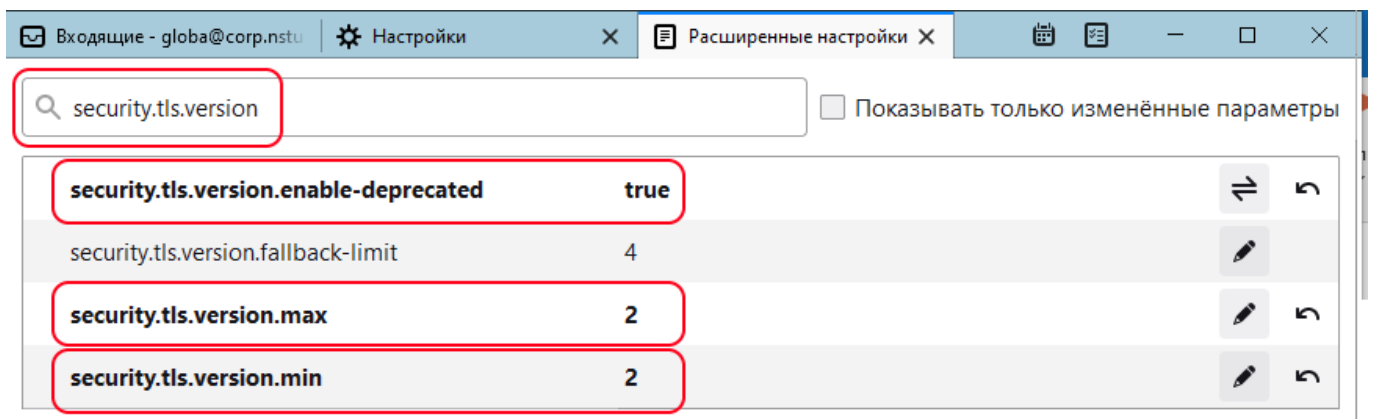 Входящие - globa@corp.nstu
Настройки
Расширенные настройки
security.tls.version
Показывать только изменённые параметры
security.tls.version.enable-deprecated true
security.tls.version.fallback-limit 4
security.tls.version.max 2
security.tls.version.min 2